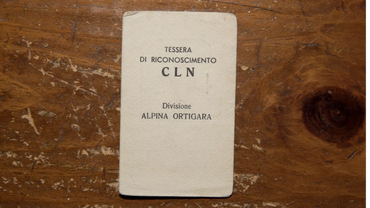 TESSERA
DI RICONOSCIMENTO
CLN
Divisione
ALPINA ORTIGARA